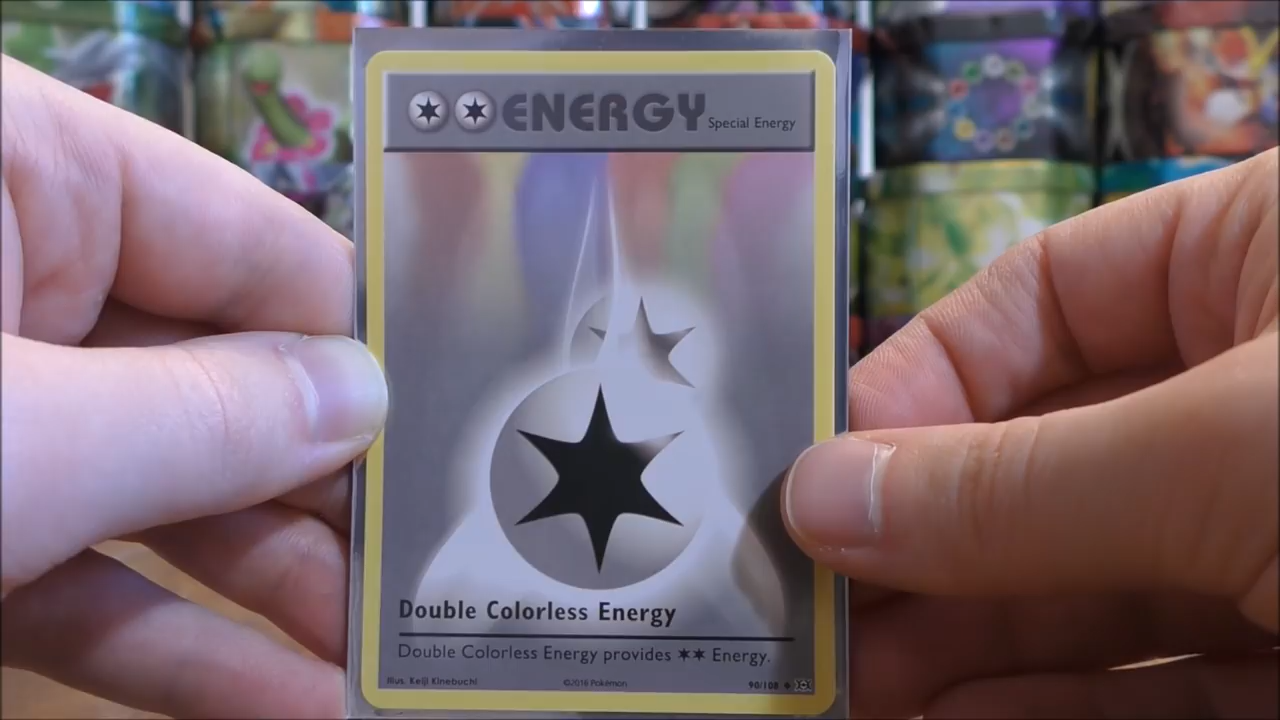 ENERGY Special Energy
Double Colorless Energy
Double Colorless Energy provides ✶✶ Energy.
Illus. Keiji Kinebuchi ©2016 Pokémon 90/108